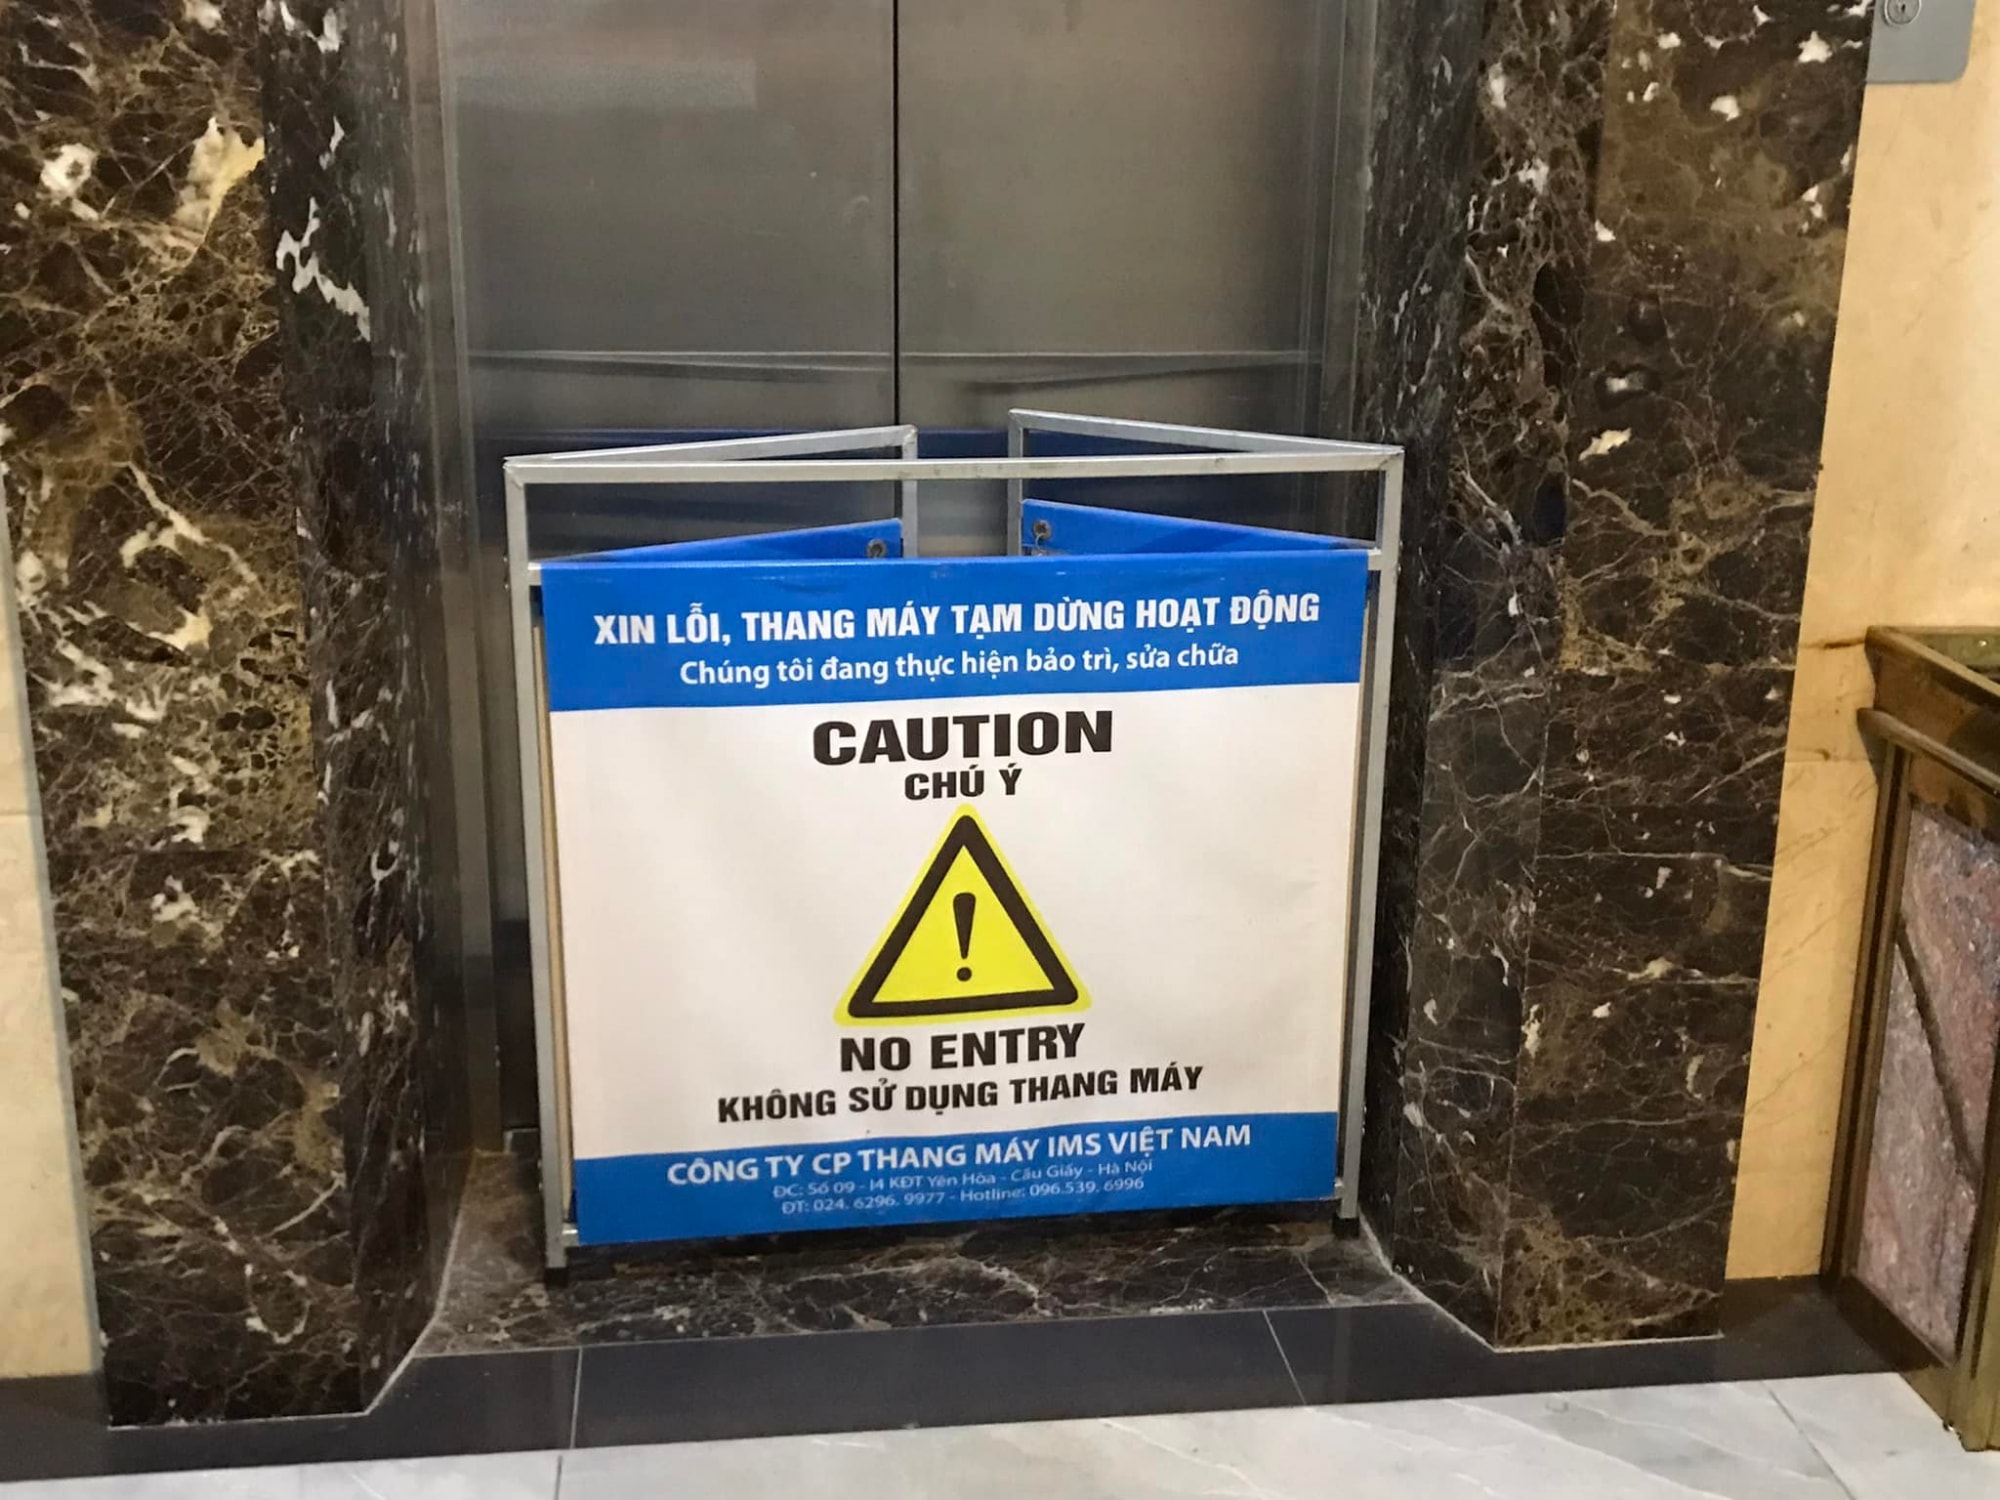 XIN LỖI, THANG MÁY TẠM DỪNG HOẠT ĐỘNG
Chúng tôi đang thực hiện bảo trì, sửa chữa
CAUTION
CHÚ Ý
!
NO ENTRY
KHÔNG SỬ DỤNG THANG MÁY
CÔNG TY CP THANG MÁY IMS VIỆT NAM
ĐC: Số 09 - I4 KĐT Yên Hòa - Cầu Giấy - Hà Nội
ĐT: 024. 6296. 9977 - Hotline: 096.539. 6996